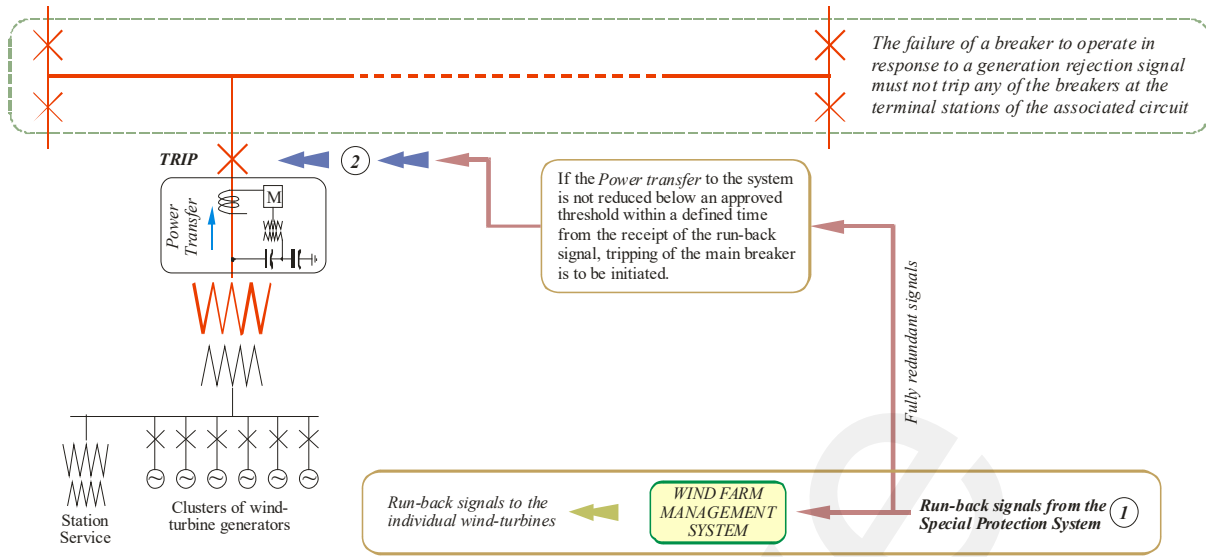 The failure of a breaker to operate in
response to a generation rejection signal
must not trip any of the breakers at the
terminal stations of the associated circuit
TRIP
2
If the Power transfer to the system
is not reduced below an approved
threshold within a defined time
from the receipt of the run-back
signal, tripping of the main breaker
is to be initiated.
M
Power
Transfer
Fully redundant signals
Station
Service
Clusters of wind-
turbine generators
Run-back signals to the
individual wind-turbines
WIND FARM
MANAGEMENT
SYSTEM
Run-back signals from the
Special Protection System
1